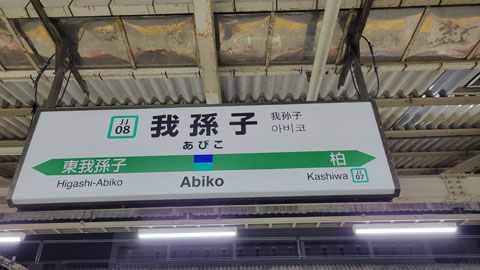 JJ
08
我孫子
我孙子
아비코
あびこ
東我孫子
柏
Higashi-Abiko
Abiko
Kashiwa
JJ
07